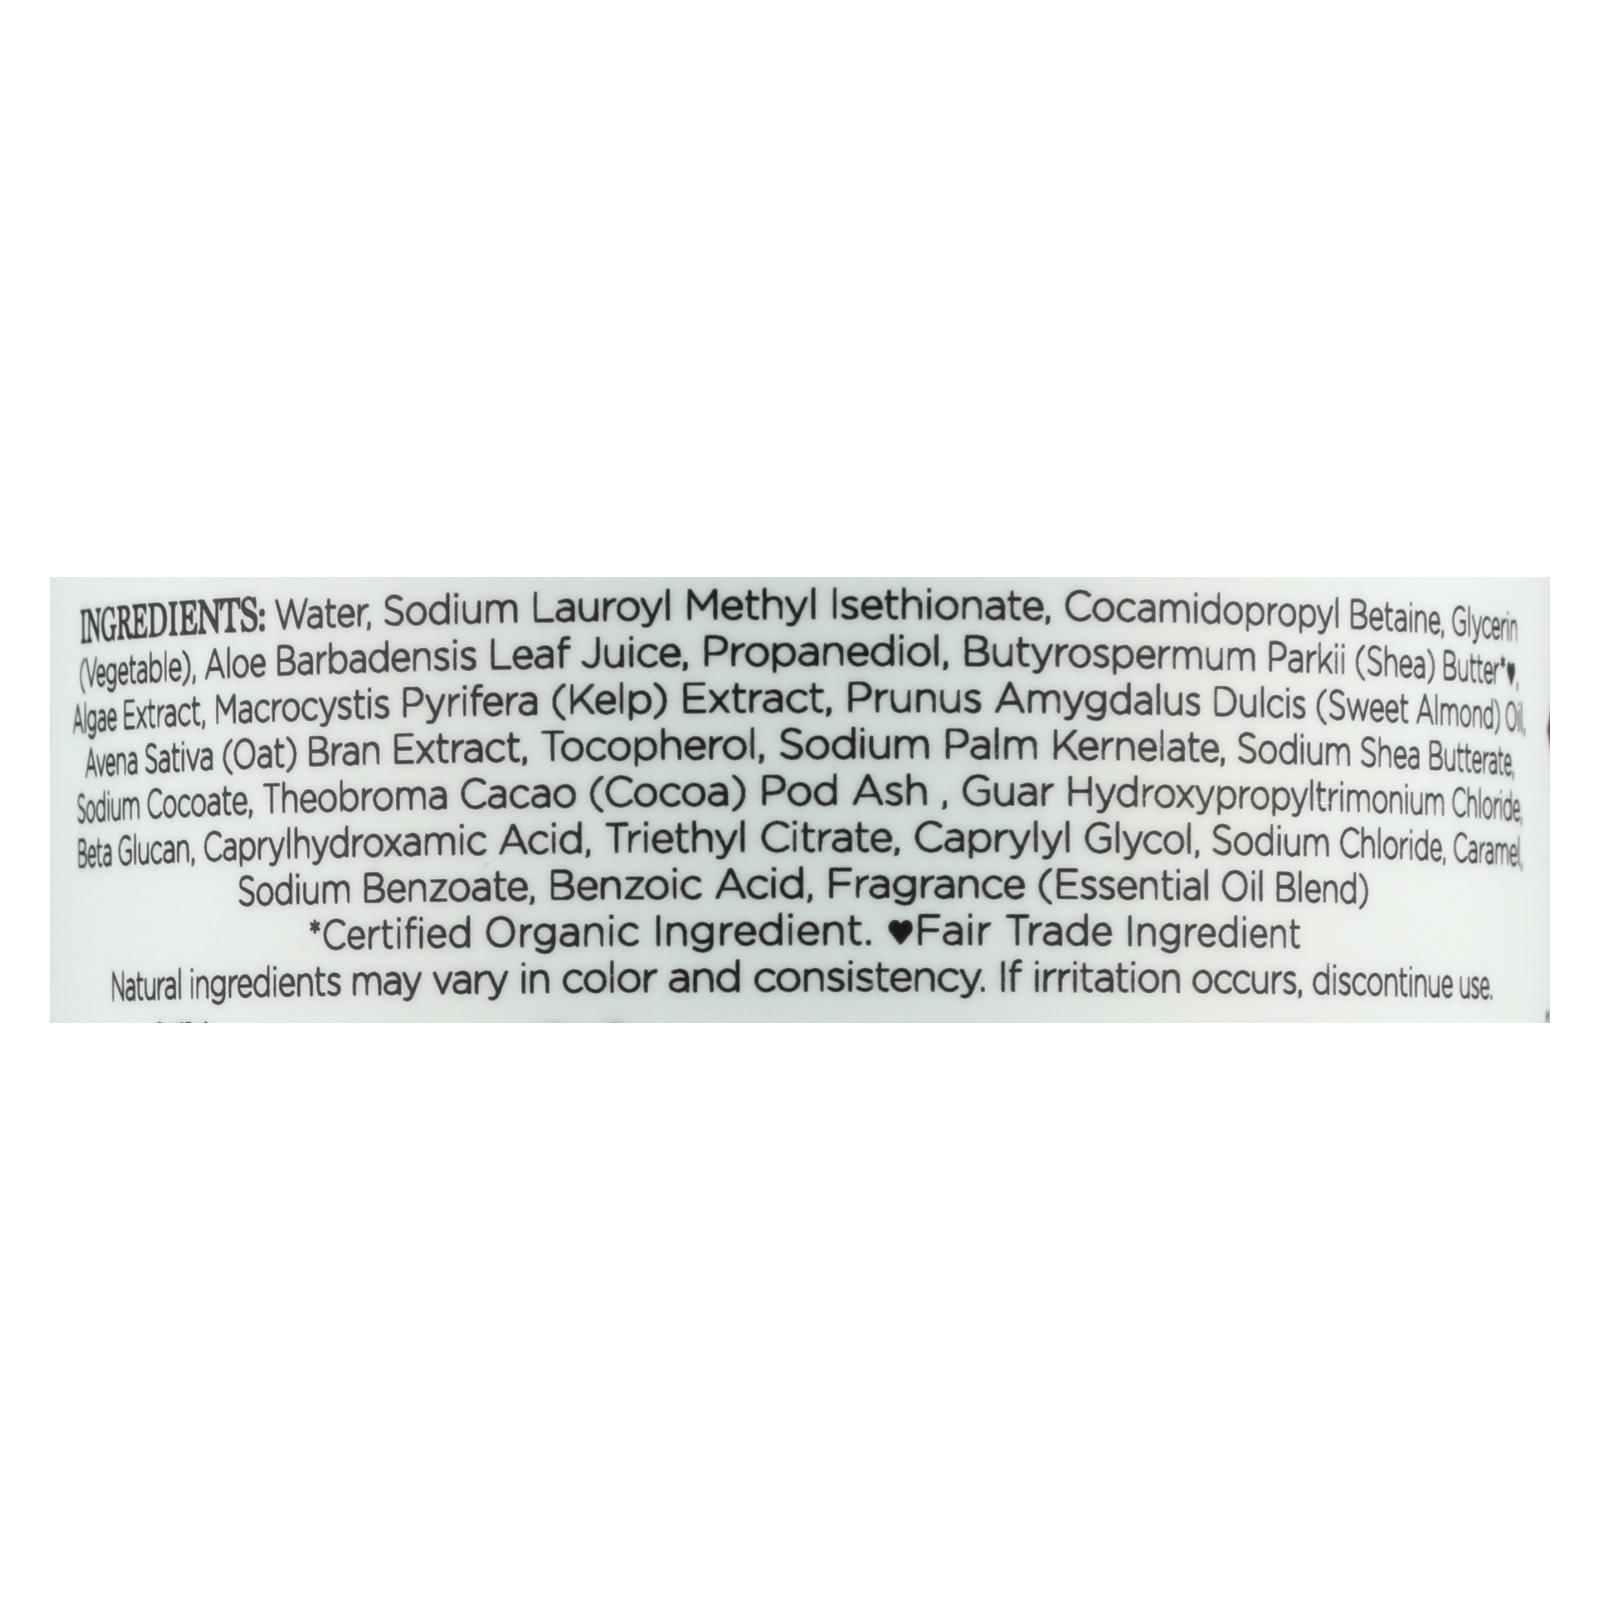 INGREDIENTS: Water, Sodium Lauroyl Methyl Isethionate, Cocamidopropyl Betaine, Glycerin
(Vegetable), Aloe Barbadensis Leaf Juice, Propanediol, Butyrospermum Parkii (Shea) Butter*♥,
Algae Extract, Macrocystis Pyrifera (Kelp) Extract, Prunus Amygdalus Dulcis (Sweet Almond) Oil,
Avena Sativa (Oat) Bran Extract, Tocopherol, Sodium Palm Kernelate, Sodium Shea Butterate,
Sodium Cocoate, Theobroma Cacao (Cocoa) Pod Ash , Guar Hydroxypropyltrimonium Chloride,
Beta Glucan, Caprylhydroxamic Acid, Triethyl Citrate, Caprylyl Glycol, Sodium Chloride, Caramel,
Sodium Benzoate, Benzoic Acid, Fragrance (Essential Oil Blend)
*Certified Organic Ingredient. ♥Fair Trade Ingredient
Natural ingredients may vary in color and consistency. If irritation occurs, discontinue use.